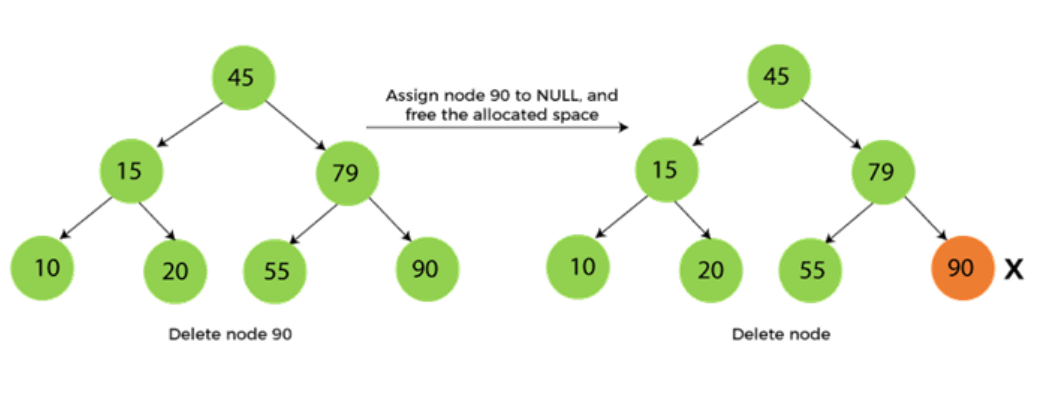 45
45
Assign node 90 to NULL, and
free the allocated space
15
79
15
79
10
20
55
90
10
20
55
90 X
Delete node 90
Delete node